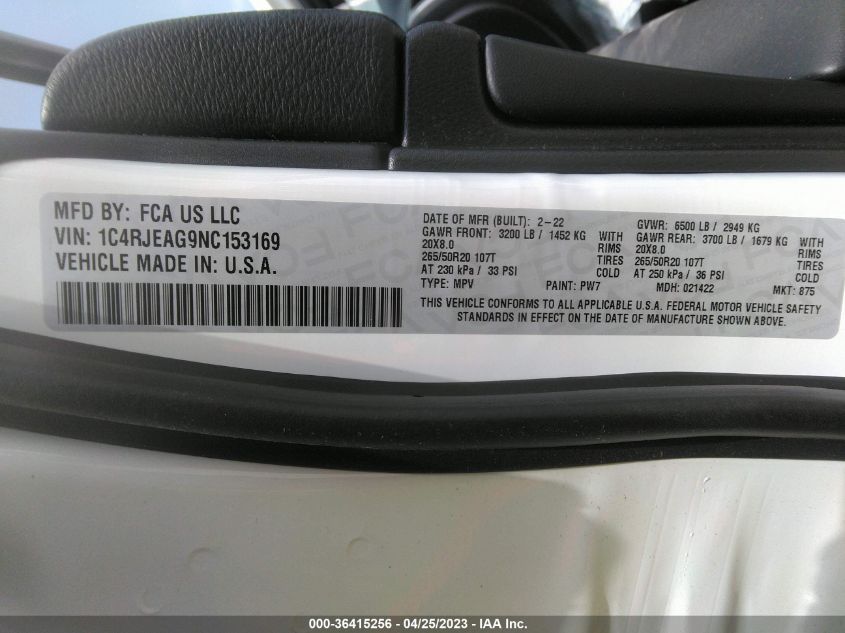 MFD BY: FCA US LLC
VIN: 1C4RJEAG9NC153169
VEHICLE MADE IN: U.S.A.
DATE OF MFR (BUILT): 2-22 GVWR: 6500 LB / 2949 KG
GAWR FRONT: 3200 LB / 1452 KG WITH GAWR REAR: 3700 LB / 1679 KG WITH
20X8.0 RIMS 20X8.0 RIMS
265/50R20 107T TIRES 265/50R20 107T TIRES
AT 230 kPa / 33 PSI COLD AT 250 kPa / 36 PSI COLD
TYPE: MPV PAINT: PW7 MDH: 021422 MKT: 875
THIS VEHICLE CONFORMS TO ALL APPLICABLE U.S.A. FEDERAL MOTOR VEHICLE SAFETY
STANDARDS IN EFFECT ON THE DATE OF MANUFACTURE SHOWN ABOVE.
000-36415256 - 04/25/2023 - IAA Inc.